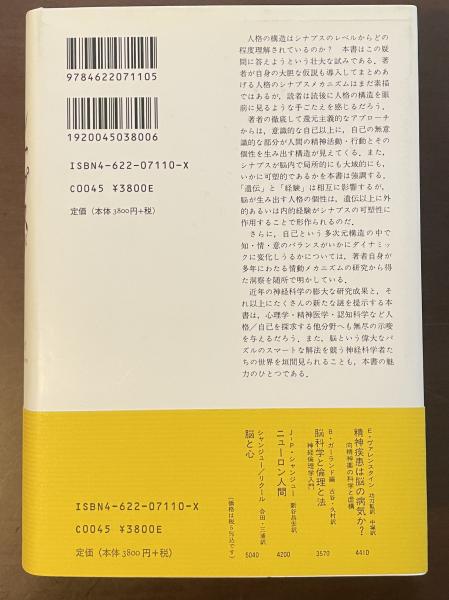 9784622071105
1920045038006
ISBN4-622-07110-X
C0045 ¥3800E
定価（本体3800円+税）
人格の構造はシナプスのレベルからどの
程度理解されているのか？　本書はこの疑
問に答えようという壮大な試みである。著
者が自身の大胆な仮説も導入してまとめあ
げる人格のシナプスメカニズムはまだ素描
ではあるが、読者は読後に人格の構造を眼
前に見るような手ごたえを感じるだろう。
著者の徹底して還元主義的なアプローチ
からは、意識的な自己以上に、自己の無意
識的な部分が人間の精神活動・行動とその
個性を生み出す構造が見えてくる。また、
シナプスが脳内で局所的にも大域的にも、
いかに可塑的であるかを本書は強調する。
「遺伝」と「経験」は相互に影響するが、
脳が生み出す人格の個性は、遺伝以上に外
的あるいは内的経験がシナプスの可塑性に
作用することで形作られるのだ。
さらに、自己という多次元構造の中で
知・情・意のバランスがいかにダイナミッ
クに変化しうるかについては、著者自身が
多年にわたる情動メカニズムの研究から得
た洞察を随所で明かしている。
近年の神経科学の膨大な研究成果と、そ
れ以上にたくさんの新たな謎を提示する本
書は、心理学・精神医学・認知科学など人
格／自己を探求する他分野へも無尽の示唆
を与えるだろう。また、脳という偉大なパ
ズルのスマートな解法を競う神経科学者た
ちの世界を垣間見られることも、本書の魅
力のひとつである。
E・ヴァレンスタイン　功刀監訳　中塚訳
精神疾患は脳の病気か？
向精神薬の科学と虚構
4410
B・ガーランド編　古谷・久村訳
脳科学と倫理と法
神経倫理学入門
3570
J-P・シャンジュー　新谷昌宏訳
ニューロン人間
4200
シャンジュー／リクール　合田・三浦訳
脳と心
5040
（価格は税5％込です）
ISBN4-622-07110-X
C0045 ¥3800E
定価（本体3800円+税）